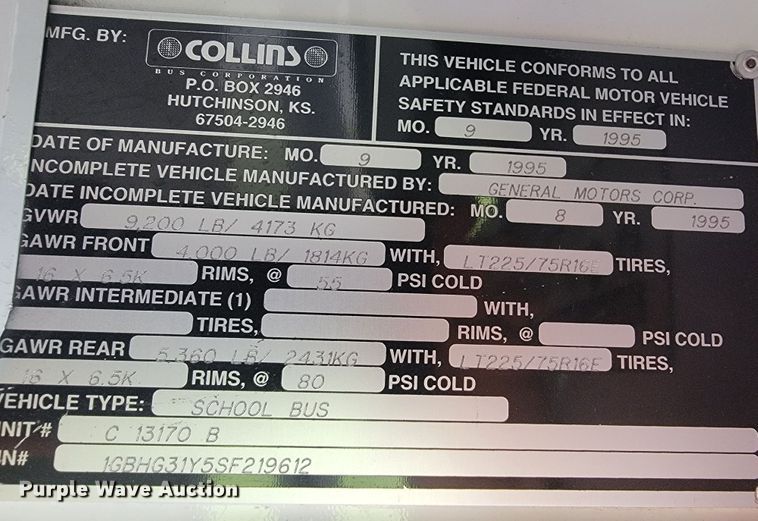 MFG. BY:
COLLINS
BUS CORPORATION
P.O. BOX 2946
HUTCHINSON, KS.
67504-2946
THIS VEHICLE CONFORMS TO ALL
APPLICABLE FEDERAL MOTOR VEHICLE
SAFETY STANDARDS IN EFFECT IN:
MO. 9 YR. 1995
DATE OF MANUFACTURE: MO. 9 YR. 1995
INCOMPLETE VEHICLE MANUFACTURED BY: GENERAL MOTORS CORP.
DATE INCOMPLETE VEHICLE MANUFACTURED: MO. 8 YR. 1995
GVWR 9,200 LB/ 4173 KG
GAWR FRONT 4,000 LB/ 1814KG WITH, LT225/75R16E TIRES,
16 X 6.5K RIMS, @ 55 PSI COLD
GAWR INTERMEDIATE (1) WITH,
TIRES, RIMS, @ PSI COLD
GAWR REAR 5,360 LB/ 2431KG WITH, LT225/75R16E TIRES,
16 X 6.5K RIMS, @ 80 PSI COLD
VEHICLE TYPE: SCHOOL BUS
UNIT# C 13170 B
IN# 1GBHG31Y5SF219612
Purple Wave Auction